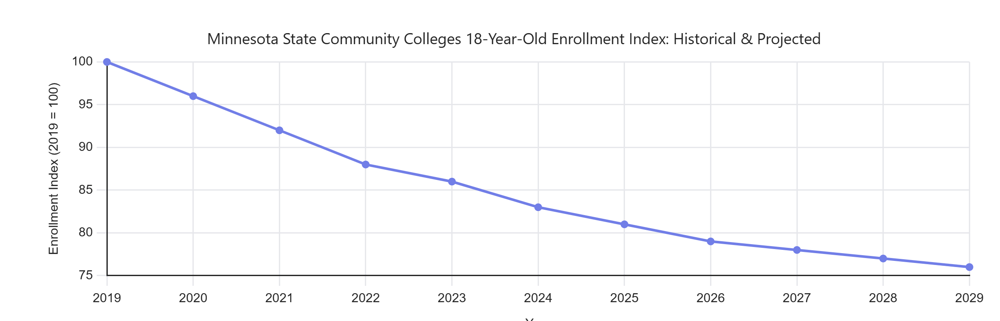 Minnesota State Community Colleges 18-Year-Old Enrollment Index: Historical & Projected
Enrollment Index (2019 = 100)
100
95
90
85
80
75
2019 2020 2021 2022 2023 2024 2025 2026 2027 2028 2029